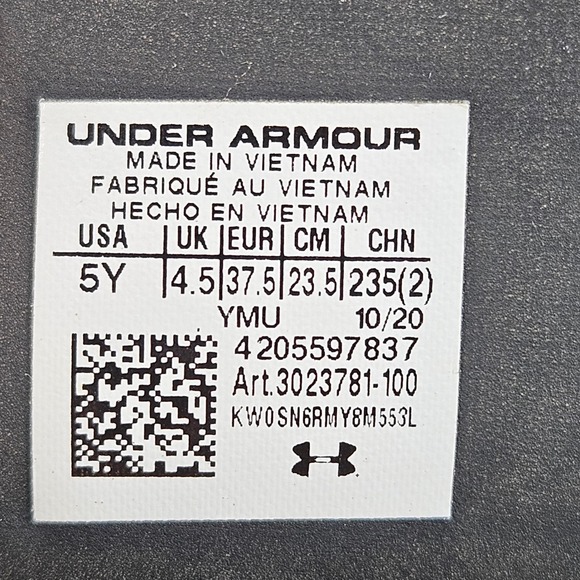 UNDER ARMOUR
MADE IN VIETNAM
FABRIQUÉ AU VIETNAM
HECHO EN VIETNAM
USA UK EUR CM CHN
5Y 4.5 37.5 23.5 235(2)
YMU 10/20
4205597837
Art.3023781-100
KW0SN6RMY8M553L